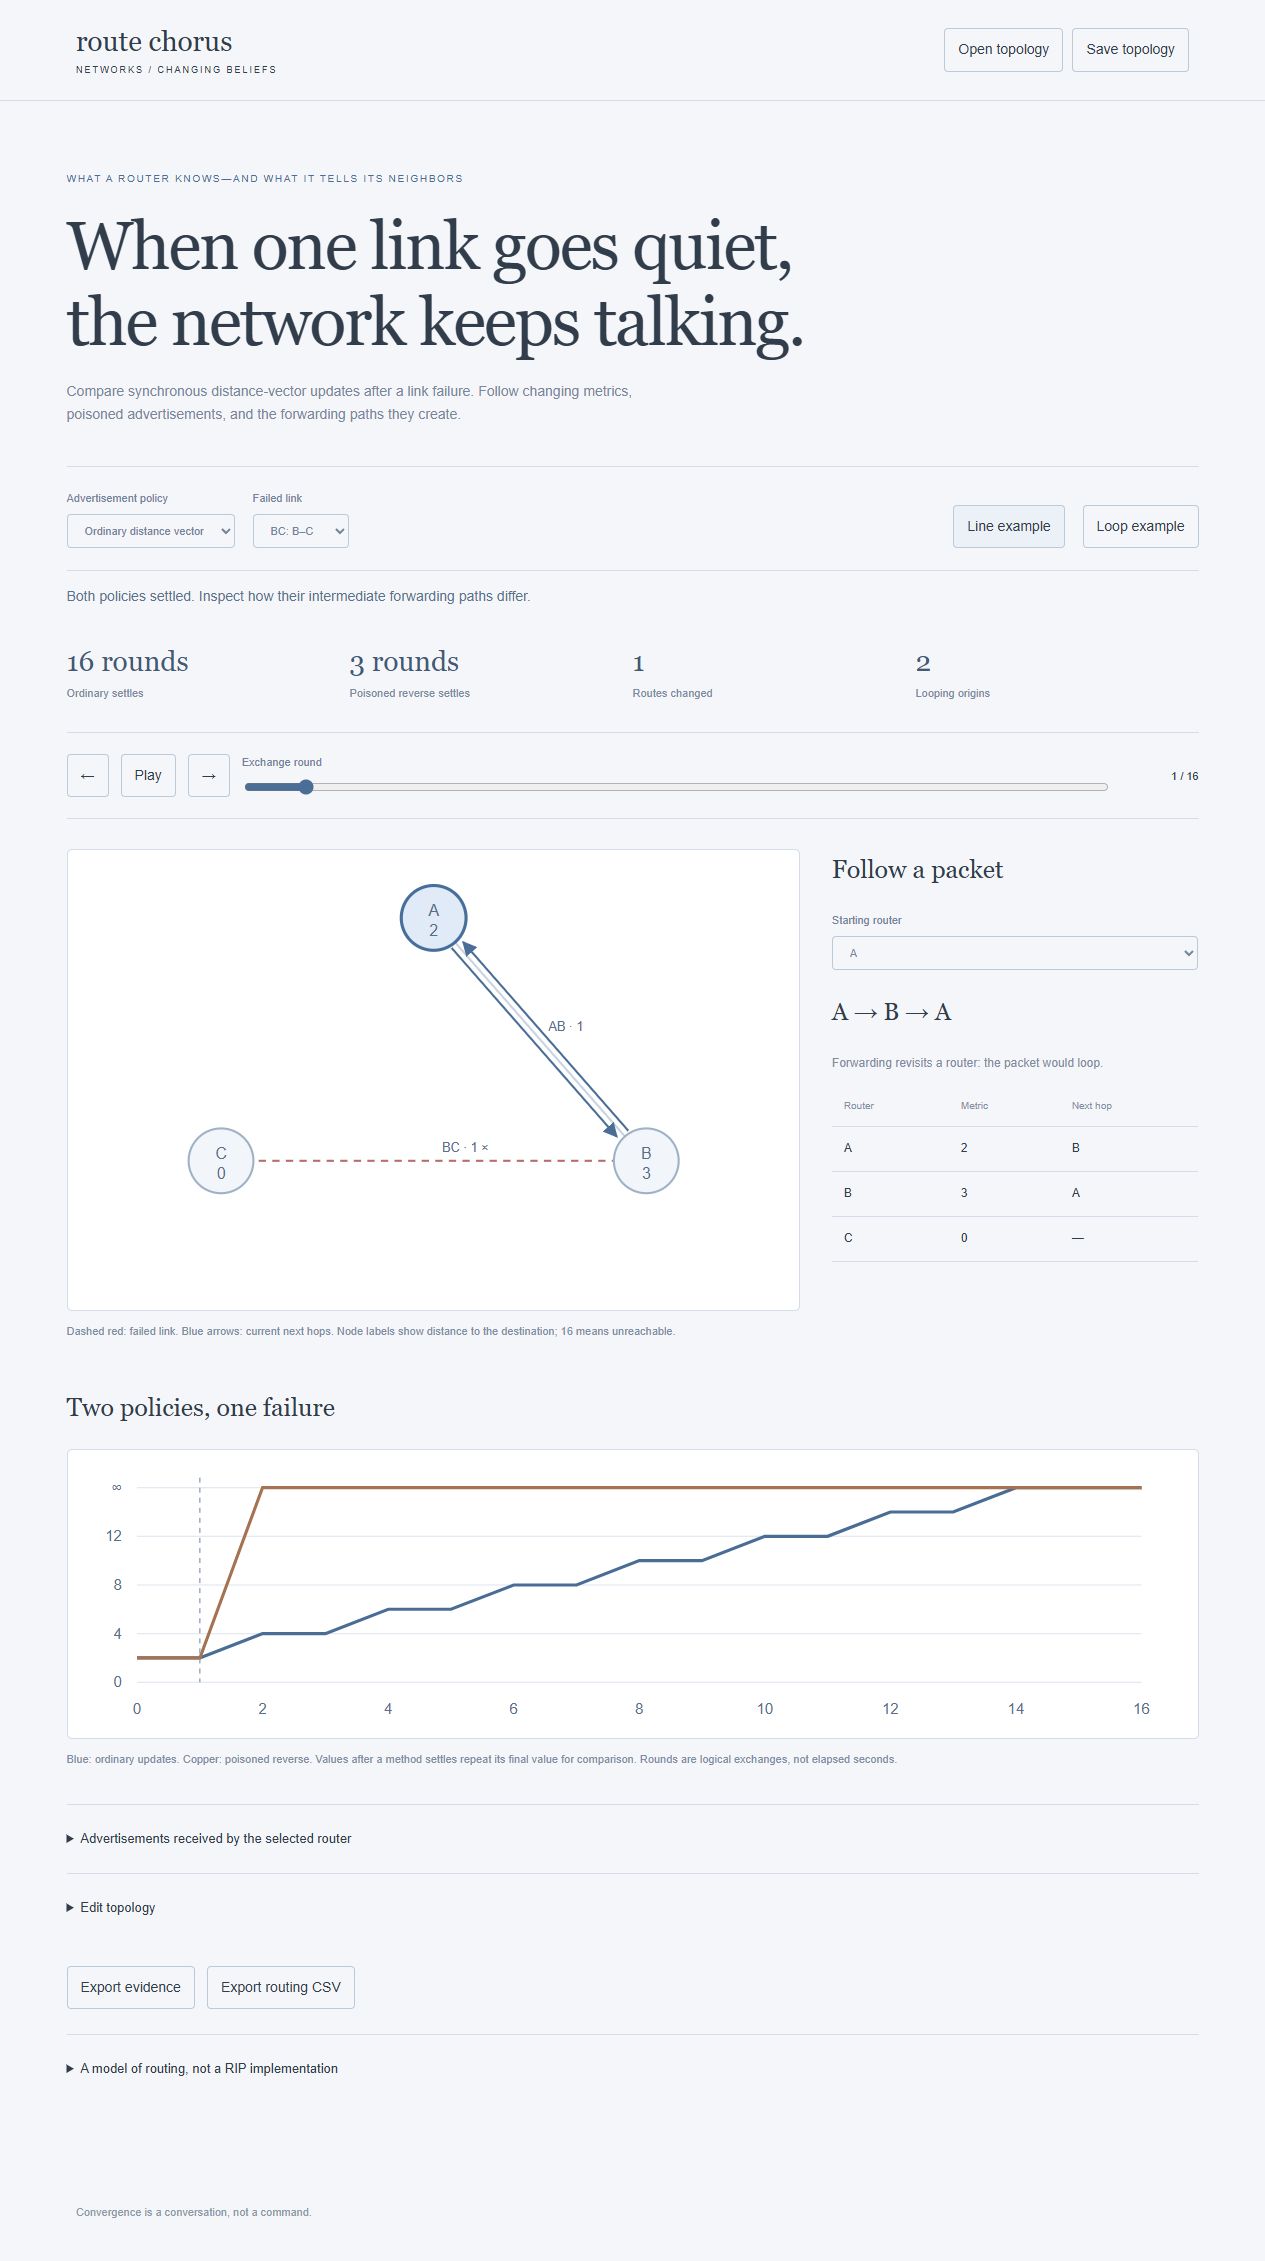 route chorus
NETWORKS / CHANGING BELIEFS
Open topology
Save topology
WHAT A ROUTER KNOWS—AND WHAT IT TELLS ITS NEIGHBORS
When one link goes quiet,
the network keeps talking.
Compare synchronous distance-vector updates after a link failure. Follow changing metrics,
poisoned advertisements, and the forwarding paths they create.
Advertisement policy
Failed link
Ordinary distance vector
BC: B–C
Line example
Loop example
Both policies settled. Inspect how their intermediate forwarding paths differ.
16 rounds
Ordinary settles
3 rounds
Poisoned reverse settles
1
Routes changed
2
Looping origins
←
Play
→
Exchange round
1 / 16
A
2
AB · 1
C
0
BC · 1 ×
B
3
Dashed red: failed link. Blue arrows: current next hops. Node labels show distance to the destination; 16 means unreachable.
Follow a packet
Starting router
A
A → B → A
Forwarding revisits a router: the packet would loop.
Router Metric Next hop
A 2 B
B 3 A
C 0 —
Two policies, one failure
∞
12
8
4
0
0 2 4 6 8 10 12 14 16
Blue: ordinary updates. Copper: poisoned reverse. Values after a method settles repeat its final value for comparison. Rounds are logical exchanges, not elapsed seconds.
Advertisements received by the selected router
Edit topology
Export evidence
Export routing CSV
A model of routing, not a RIP implementation
Convergence is a conversation, not a command.